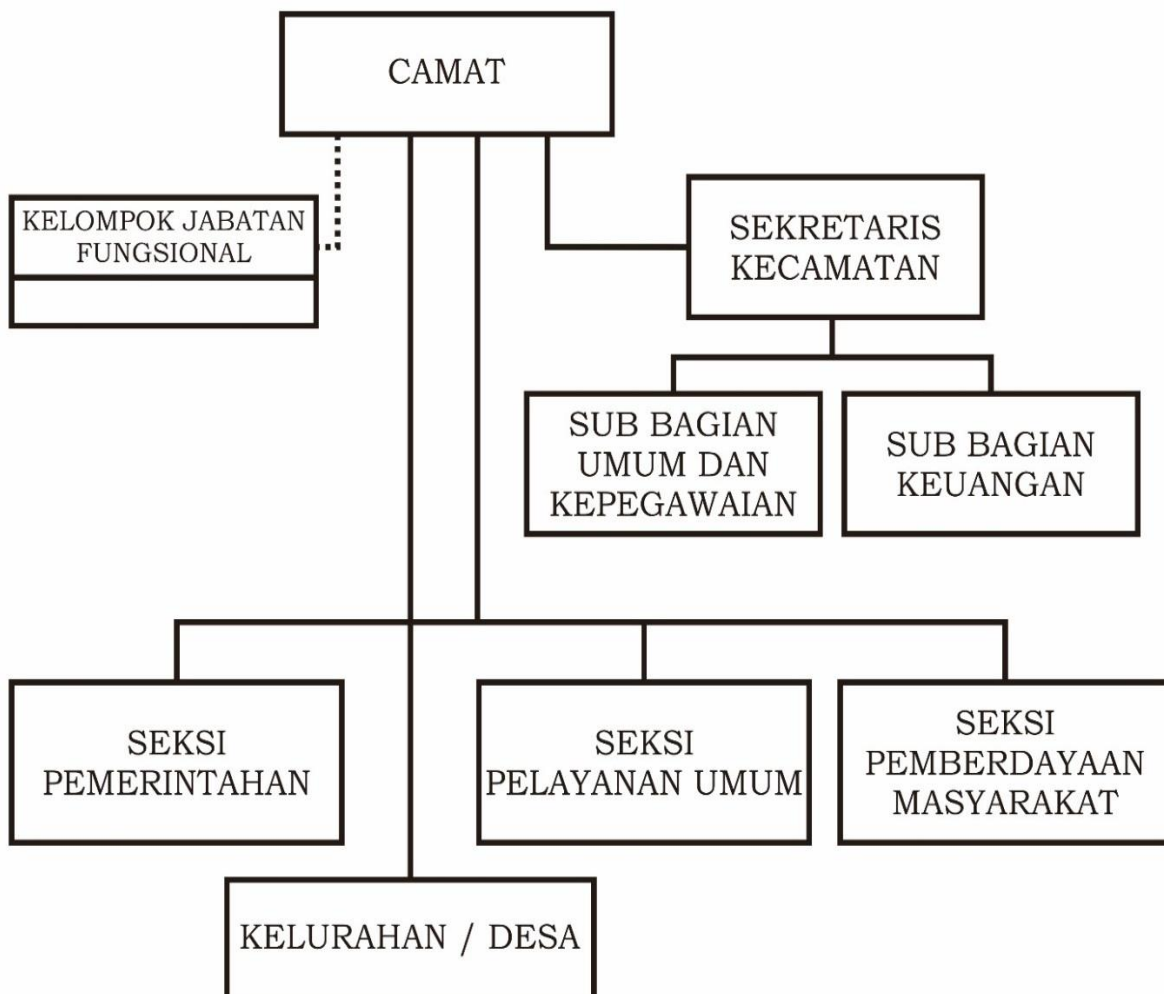 CAMAT
KELOMPOK JABATAN
FUNGSIONAL
SEKRETARIS
KECAMATAN
SUB BAGIAN
UMUM DAN
KEPEGAWAIAN
SUB BAGIAN
KEUANGAN
SEKSI
PEMERINTAHAN
SEKSI
PELAYANAN UMUM
SEKSI
PEMBERDAYAAN
MASYARAKAT
KELURAHAN / DESA